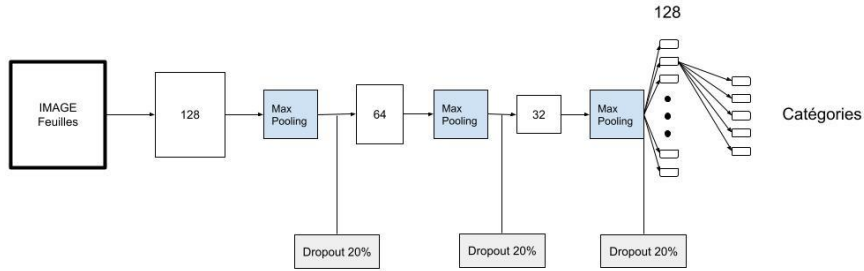 128
IMAGE
Feuilles
128
Max
Pooling
64
Max
Pooling
32
Max
Pooling
Catégories
Dropout 20%
Dropout 20%
Dropout 20%